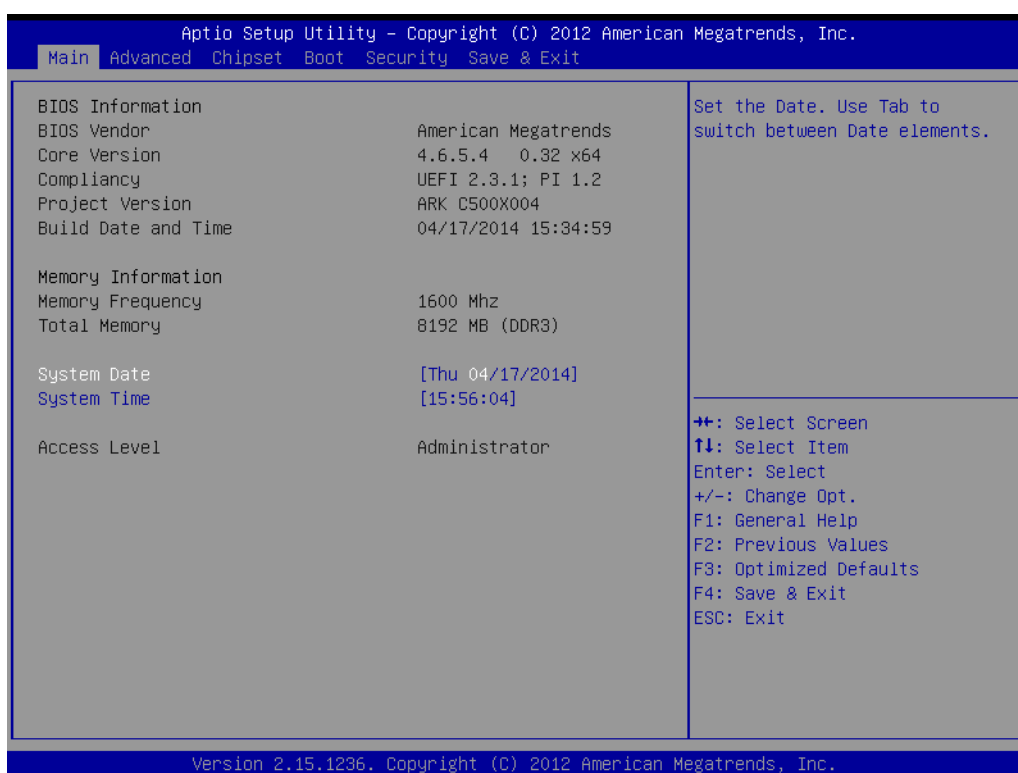 Aptio Setup Utility – Copyright (C) 2012 American Megatrends, Inc.
Main Advanced Chipset Boot Security Save & Exit
BIOS Information
BIOS Vendor American Megatrends
Core Version 4.6.5.4 0.32 x64
Compliancy UEFI 2.3.1; PI 1.2
Project Version ARK C500X004
Build Date and Time 04/17/2014 15:34:59
Memory Information
Memory Frequency 1600 Mhz
Total Memory 8192 MB (DDR3)
System Date [Thu 04/17/2014]
System Time [15:56:04]
Access Level Administrator
Set the Date. Use Tab to
switch between Date elements.
→←: Select Screen
↑↓: Select Item
Enter: Select
+/-: Change Opt.
F1: General Help
F2: Previous Values
F3: Optimized Defaults
F4: Save & Exit
ESC: Exit
Version 2.15.1236. Copyright (C) 2012 American Megatrends, Inc.